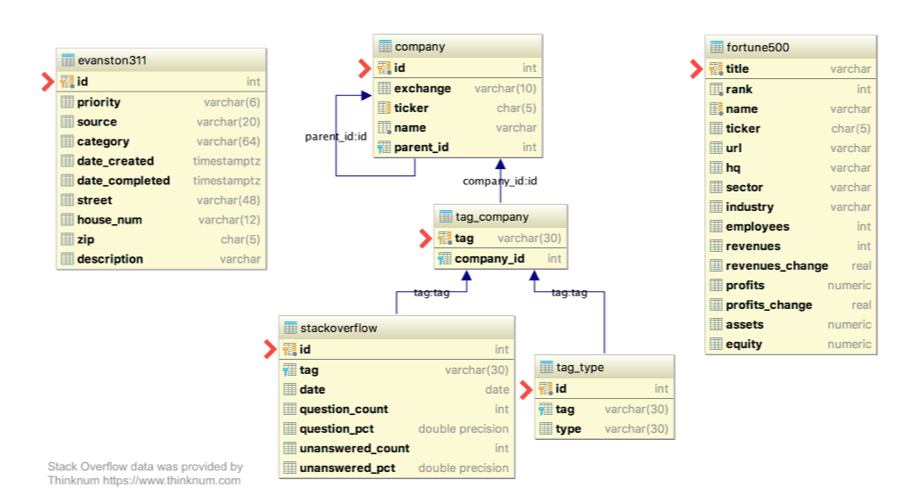 evanston311
id int
priority varchar(6)
source varchar(20)
category varchar(64)
date_created timestamptz
date_completed timestamptz
street varchar(48)
house_num varchar(12)
zip char(5)
description varchar
company
id int
exchange varchar(10)
ticker char(5)
name varchar
parent_id int
parent_id:id
company_id:id
tag_company
tag varchar(30)
company_id int
tag:tag
tag:tag
stackoverflow
id int
tag varchar(30)
date date
question_count int
question_pct double precision
unanswered_count int
unanswered_pct double precision
tag_type
id int
tag varchar(30)
type varchar(30)
fortune500
title varchar
rank int
name varchar
ticker char(5)
url varchar
hq varchar
sector varchar
industry varchar
employees int
revenues int
revenues_change real
profits numeric
profits_change real
assets numeric
equity numeric
Stack Overflow data was provided by
Thinknum https://www.thinknum.com